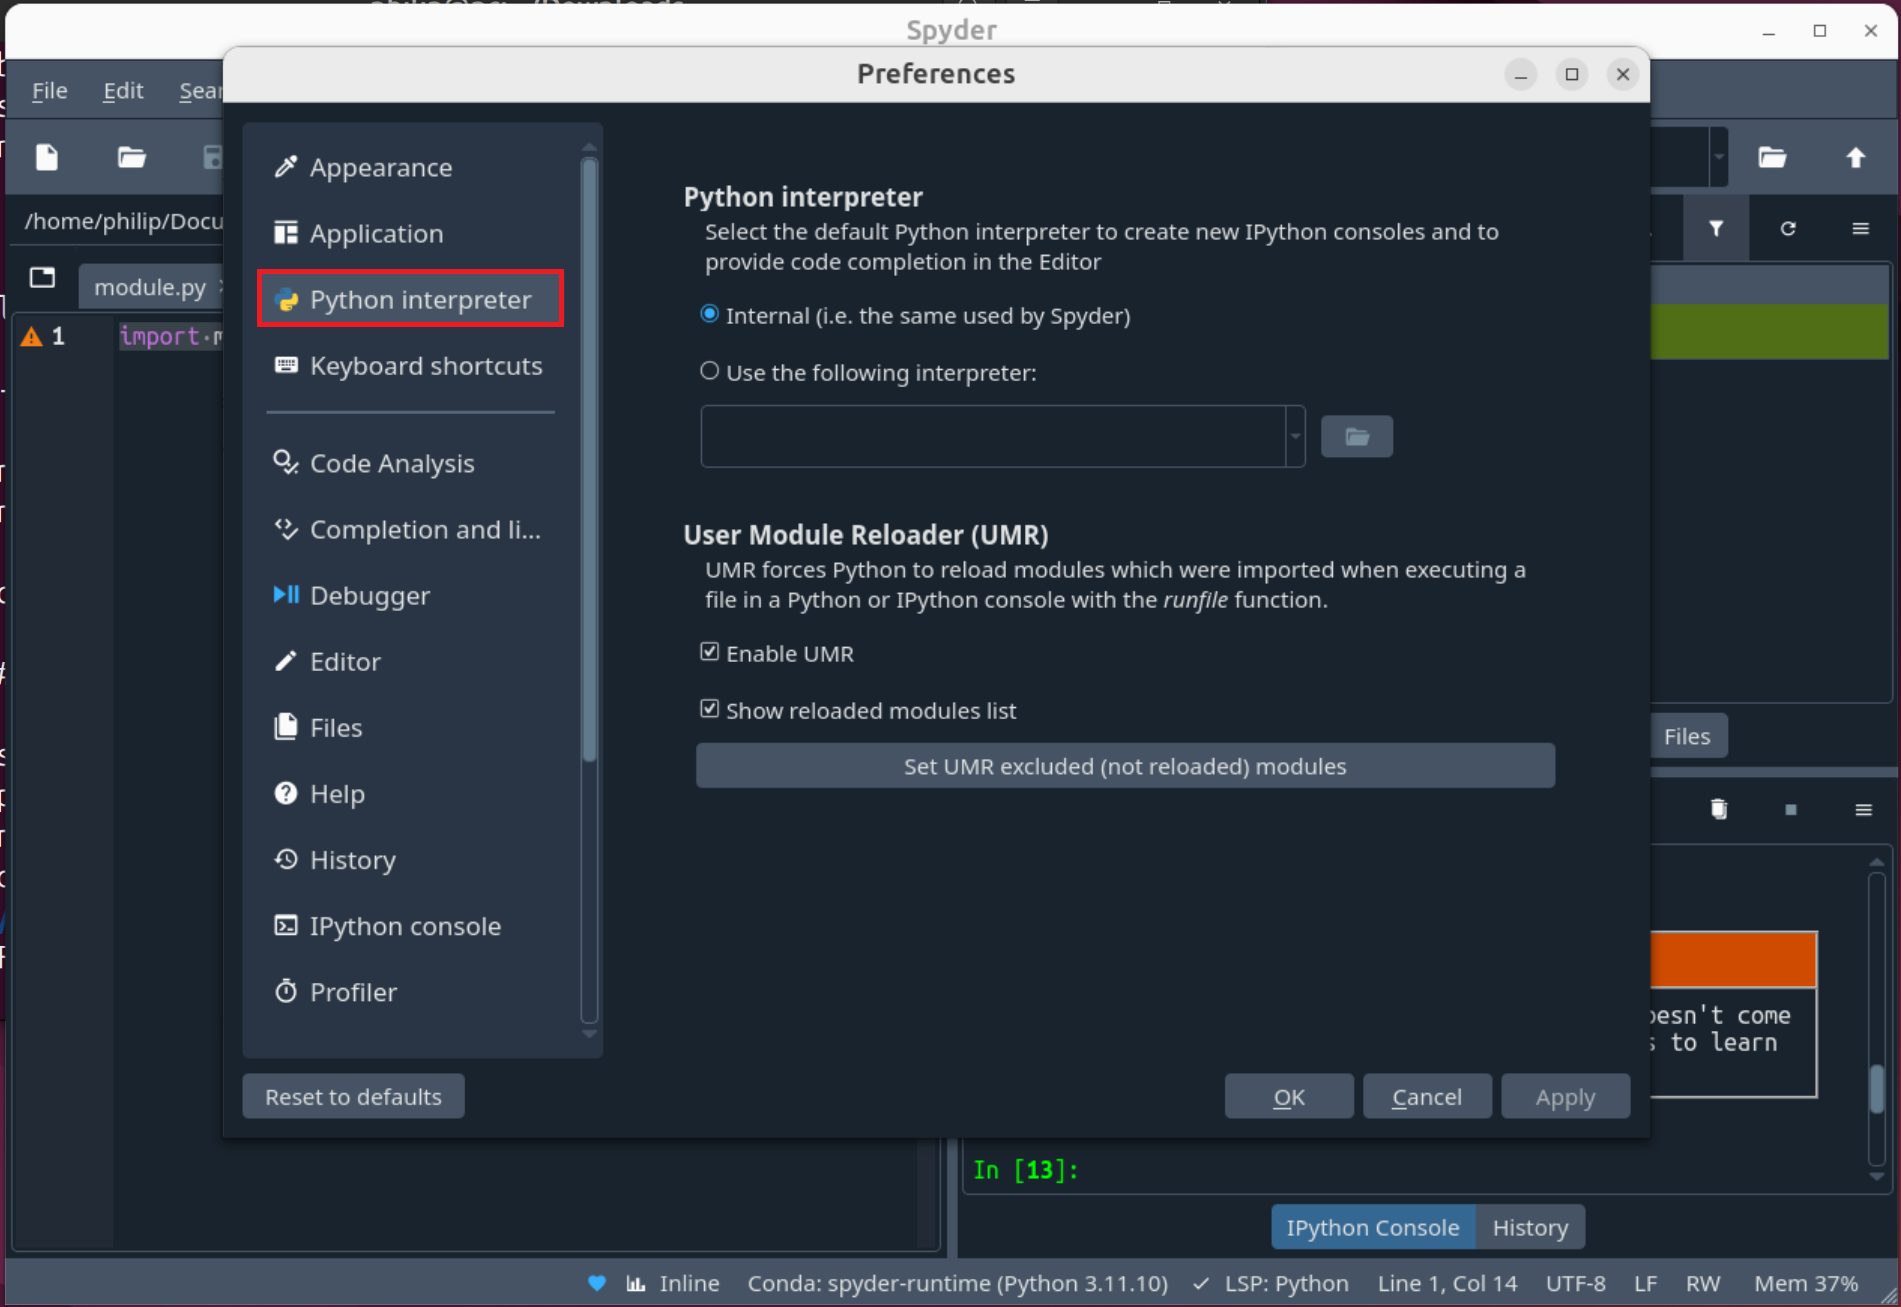 Spyder
Preferences
File Edit Sear
Appearance
Application
Python interpreter
Keyboard shortcuts
Code Analysis
Completion and li...
Debugger
Editor
Files
Help
History
IPython console
Profiler
Python interpreter
Select the default Python interpreter to create new IPython consoles and to
provide code completion in the Editor
Internal (i.e. the same used by Spyder)
Use the following interpreter:
User Module Reloader (UMR)
UMR forces Python to reload modules which were imported when executing a
file in a Python or IPython console with the runfile function.
Enable UMR
Show reloaded modules list
Set UMR excluded (not reloaded) modules
Reset to defaults
OK Cancel Apply
/home/philip/Docu
module.py
1 import
Files
esn't come
s to learn
In [13]:
IPython Console History
Inline Conda: spyder-runtime (Python 3.11.10) LSP: Python Line 1, Col 14 UTF-8 LF RW Mem 37%